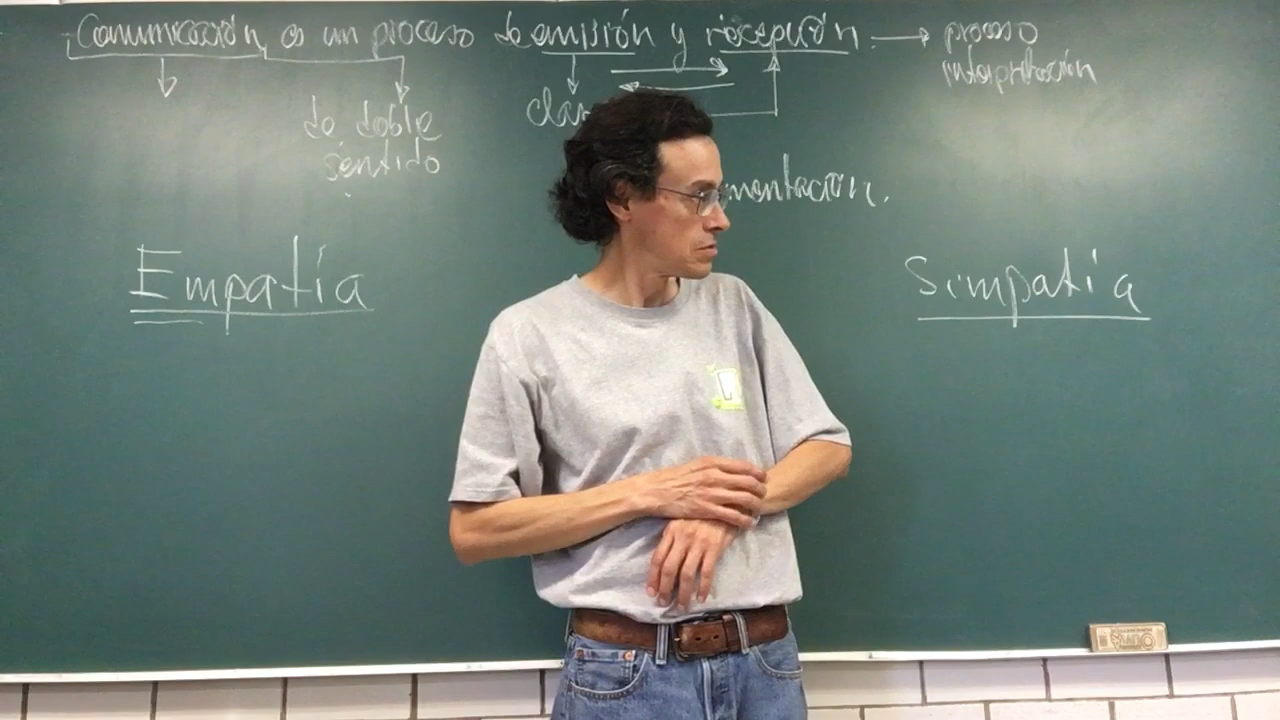 Comunicación es un proceso de emisión y recepción. → proceso
interpretación
de doble
sentido
mentación.
Empatía
Simpatía